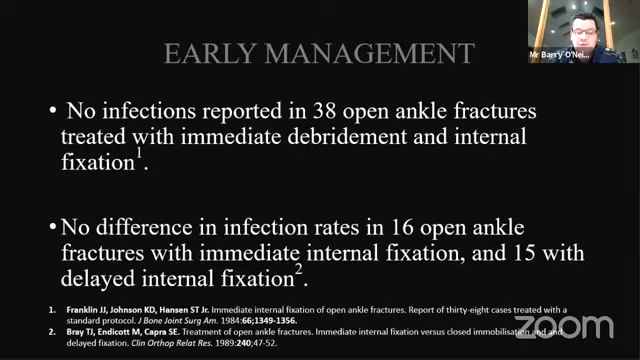 EARLY MANAGEMENT
Mr Barry O'Nei...
• No infections reported in 38 open ankle fractures
treated with immediate debridement and internal
fixation1.
•No difference in infection rates in 16 open ankle
fractures with immediate internal fixation, and 15 with
delayed internal fixation2.
1. Franklin JJ, Johnson KD, Hansen ST Jr. Immediate internal fixation of open ankle fractures. Report of thirty-eight cases treated with a
standard protocol. J Bone Joint Surg Am. 1984:66;1349-1356.
2. Bray TJ, Endicott M, Capra SE. Treatment of open ankle fractures. Immediate internal fixation versus closed immobilisation and and
delayed fixation. Clin Orthop Relat Res. 1989:240;47-52.
zoom